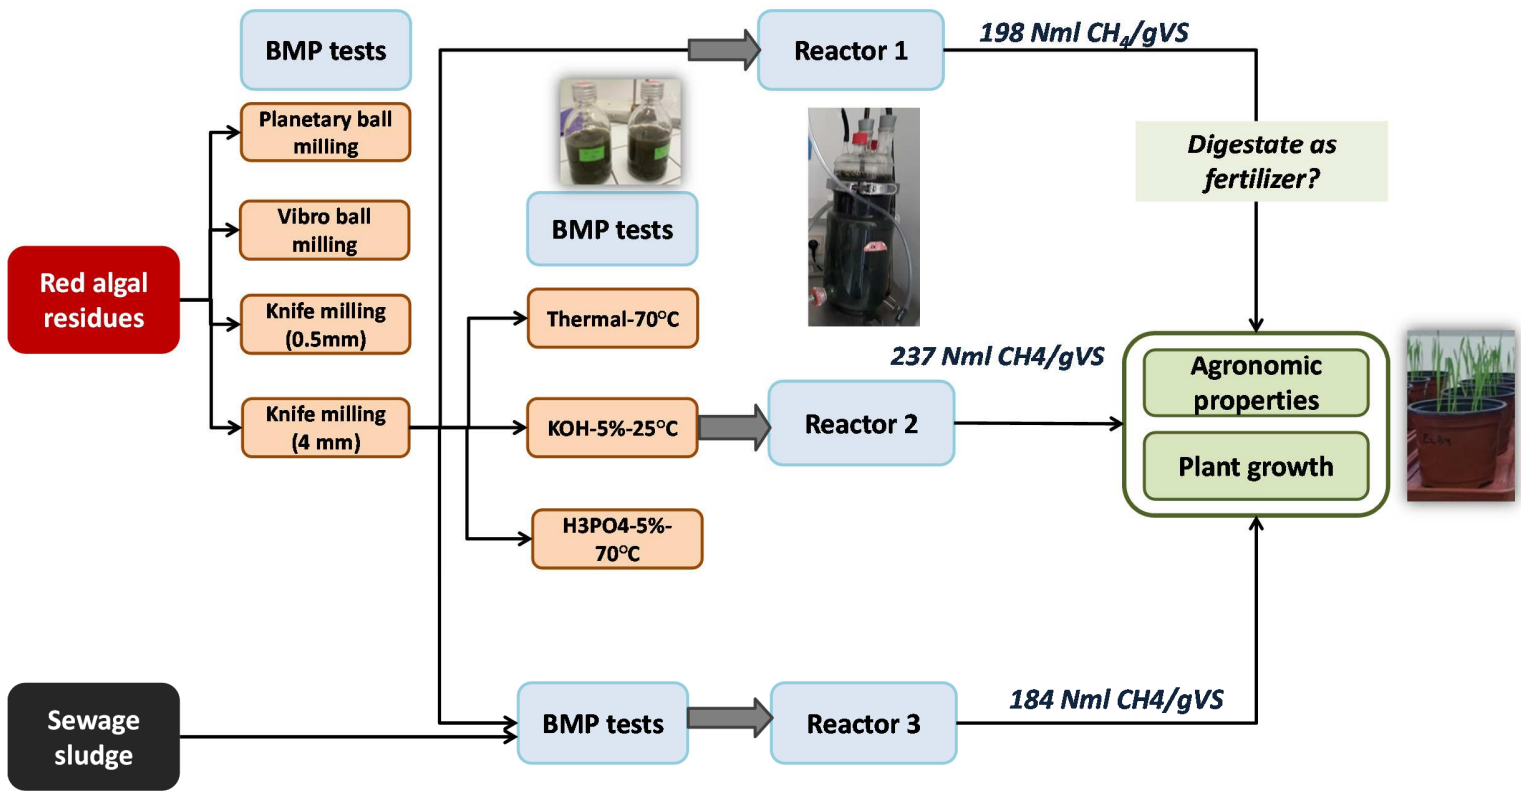 BMP tests
Planetary ball
milling
Vibro ball
milling
Knife milling
(0.5mm)
Knife milling
(4 mm)
Red algal
residues
Sewage
sludge
BMP tests
Thermal-70°C
KOH-5%-25°C
H3PO4-5%-
70°C
BMP tests
Reactor 1
198 Nml CH₄/gVS
Digestate as
fertilizer?
237 Nml CH4/gVS
Reactor 2
Agronomic
properties
Plant growth
184 Nml CH4/gVS
Reactor 3